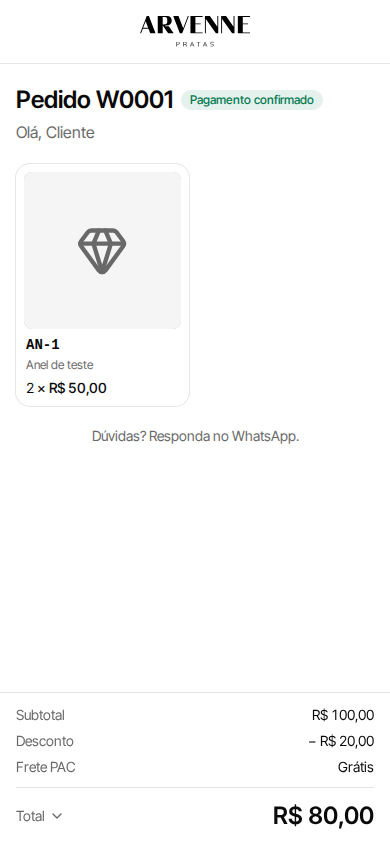 ARVENNE
PRATAS
Pedido W0001 Pagamento confirmado
Olá, Cliente
AN-1
Anel de teste
2 × R$ 50,00
Dúvidas? Responda no WhatsApp.
Subtotal R$ 100,00
Desconto − R$ 20,00
Frete PAC Grátis
Total R$ 80,00